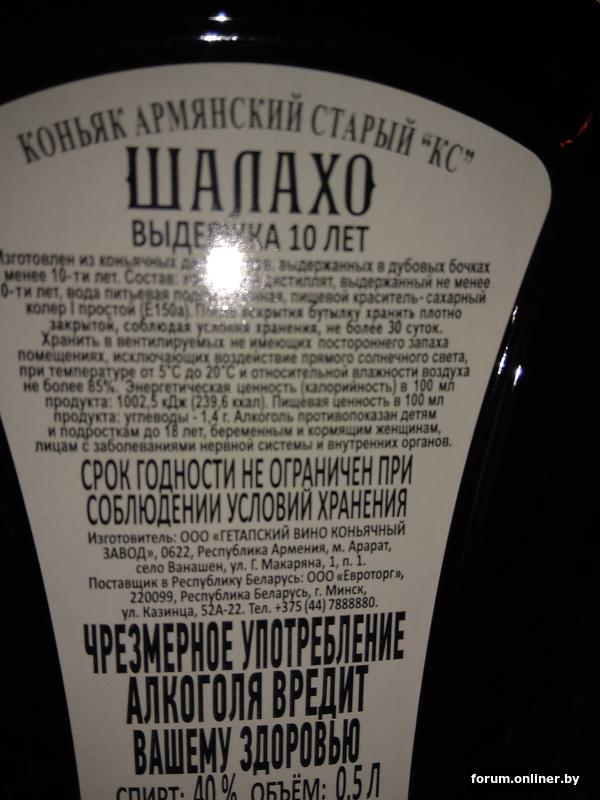 КОНЬЯК АРМЯНСКИЙ СТАРЫЙ "КС"
ШАЛАХО
ВЫДЕРЖКА 10 ЛЕТ
Изготовлен из коньячных выдержанных в дубовых бочках
менее 10-ти лет. Состав: дистиллят, выдержанный не менее
0-ти лет, вода питьевая пищевой краситель - сахарный
колер I простой (Е150а). После вскрытия бутылку хранить плотно
закрытой, соблюдая условия хранения, не более 30 суток.
Хранить в вентилируемых не имеющих постороннего запаха
помещениях, исключающих воздействие прямого солнечного света,
при температуре от 5˚С до 20˚С и относительной влажности воздуха
не более 85%. Энергетическая ценность (калорийность) в 100 мл
продукта: 1002,5 кДж (239,6 ккал). Пищевая ценность в 100 мл
продукта: углеводы - 1,4 г. Алкоголь противопоказан детям
и подросткам до 18 лет, беременным и кормящим женщинам,
лицам с заболеваниями нервной системы и внутренних органов.
СРОК ГОДНОСТИ НЕ ОГРАНИЧЕН ПРИ
СОБЛЮДЕНИИ УСЛОВИЙ ХРАНЕНИЯ
Изготовитель: ООО «ГЕТАПСКИЙ ВИНО КОНЬЯЧНЫЙ
ЗАВОД», 0622, Республика Армения, м. Арарат,
село Ванашен, ул. Г. Макаряна, 1, п. 1.
Поставщик в Республику Беларусь: ООО «Евроторг»,
220099, Республика Беларусь, г. Минск,
ул. Казинца, 52А-22. Тел. +375 (44) 7888880.
ЧРЕЗМЕРНОЕ УПОТРЕБЛЕНИЕ
АЛКОГОЛЯ ВРЕДИТ
ВАШЕМУ ЗДОРОВЬЮ
СПИРТ: 40 % ОБЪЁМ: 0,5 Л
forum.onliner.by